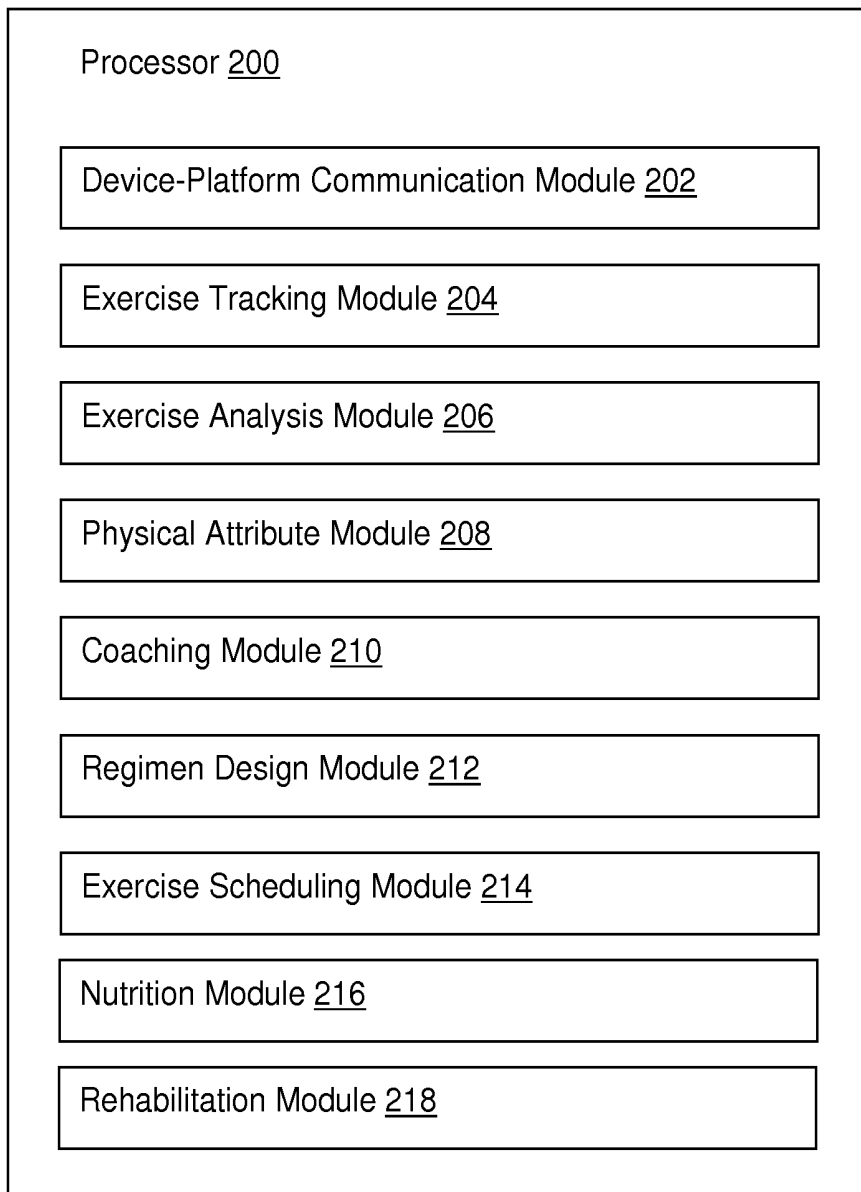 Processor 200
Device-Platform Communication Module 202
Exercise Tracking Module 204
Exercise Analysis Module 206
Physical Attribute Module 208
Coaching Module 210
Regimen Design Module 212
Exercise Scheduling Module 214
Nutrition Module 216
Rehabilitation Module 218